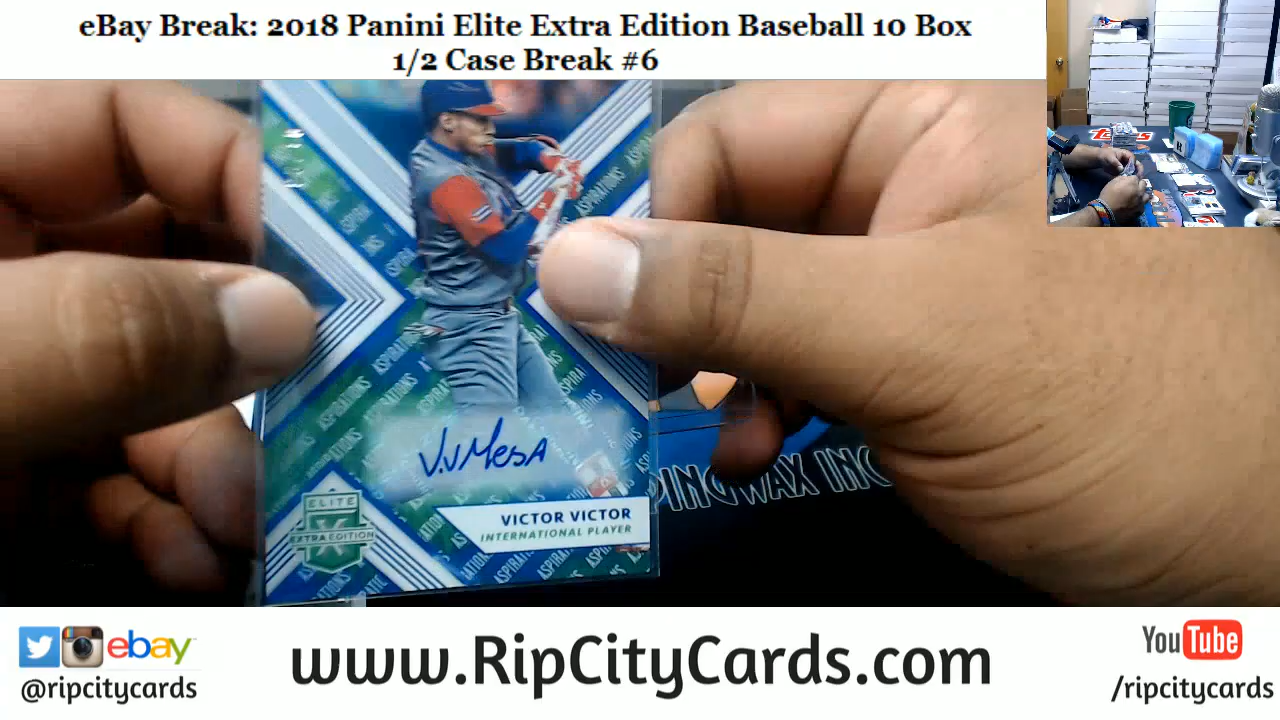 eBay Break: 2018 Panini Elite Extra Edition Baseball 10 Box
1/2 Case Break #6
ASPIRATIONS
V.V Mesa
ELITE
X
EXTRA EDITION
VICTOR VICTOR
INTERNATIONAL PLAYER
PINGWAX INC
ebay
@ripcitycards
www.RipCityCards.com
YouTube
/ripcitycards